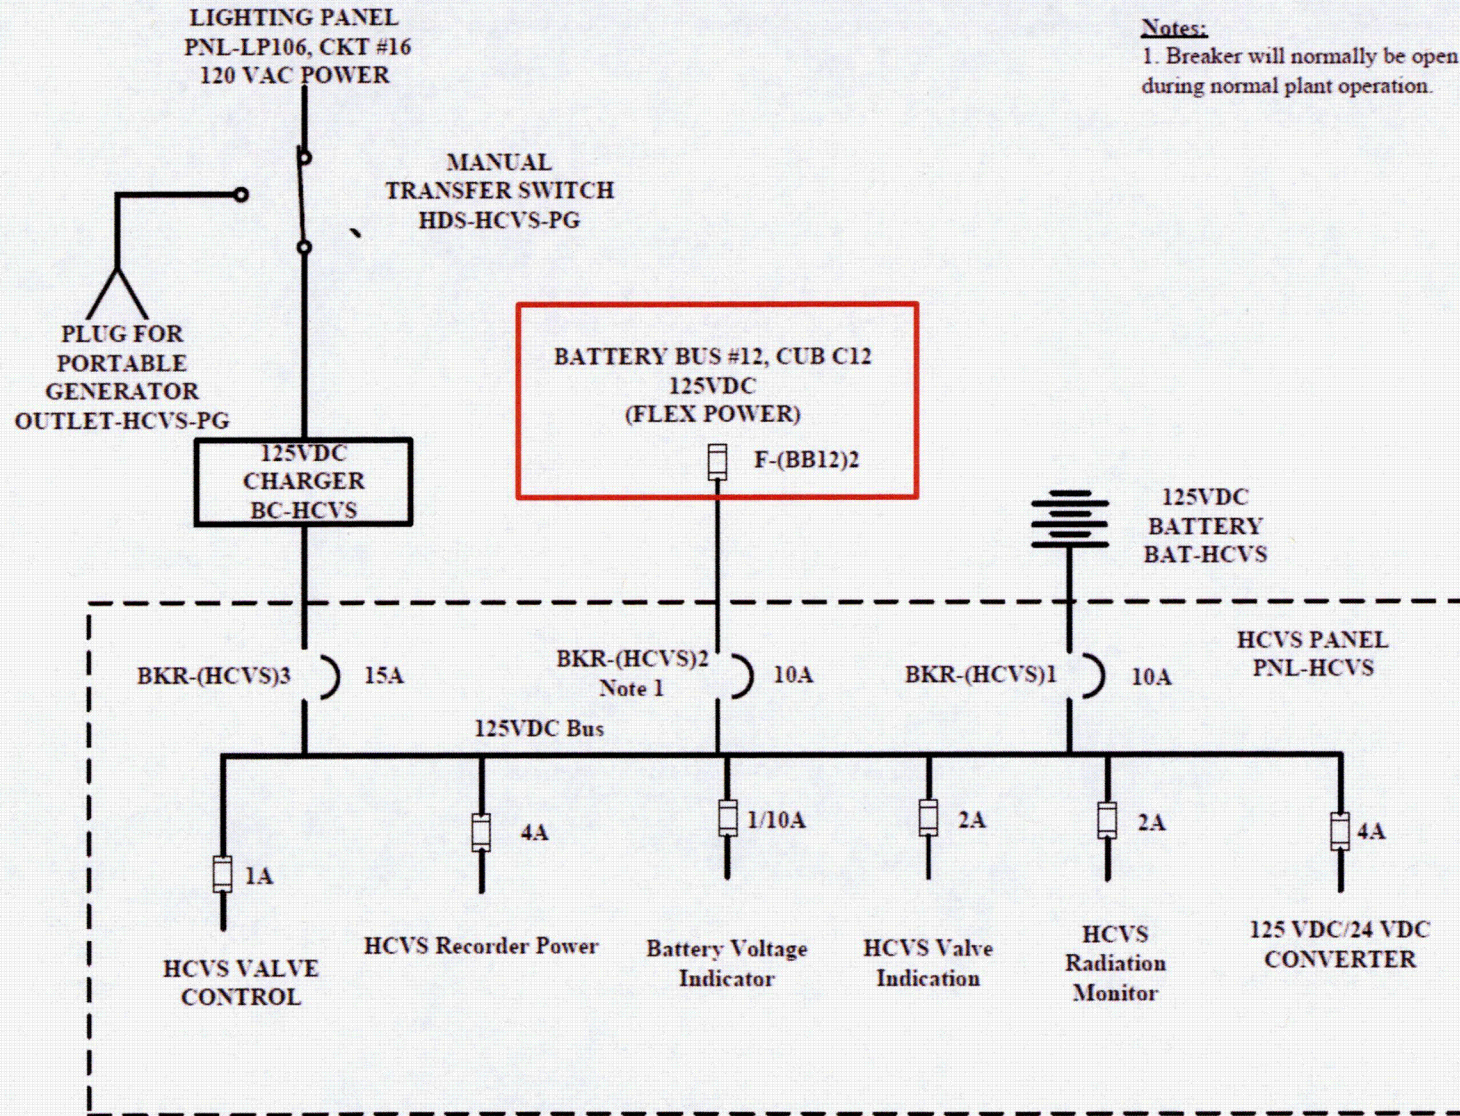 LIGHTING PANEL
PNL-LP106, CKT #16
120 VAC POWER
Notes:
1. Breaker will normally be open
during normal plant operation.
MANUAL
TRANSFER SWITCH
HDS-HCVS-PG
PLUG FOR
PORTABLE
GENERATOR
OUTLET-HCVS-PG
BATTERY BUS #12, CUB C12
125VDC
(FLEX POWER)
F-(BB12)2
125VDC
CHARGER
BC-HCVS
125VDC
BATTERY
BAT-HCVS
HCVS PANEL
PNL-HCVS
BKR-(HCVS)3
15A
BKR-(HCVS)2
Note 1
10A
BKR-(HCVS)1
10A
125VDC Bus
1A
4A
1/10A
2A
2A
4A
HCVS VALVE
CONTROL
HCVS Recorder Power
Battery Voltage
Indicator
HCVS Valve
Indication
HCVS
Radiation
Monitor
125 VDC/24 VDC
CONVERTER